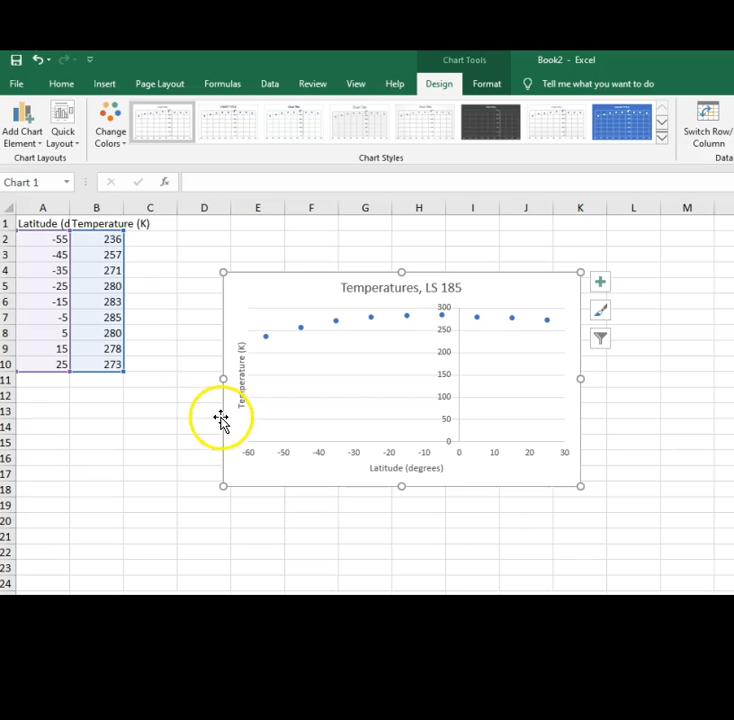 Chart Tools Book2 - Excel
File Home Insert Page Layout Formulas Data Review View Help Design Format Tell me what you want to do
Add Chart Element Quick Layout Change Colors Switch Row/ Column
Chart Layouts Chart Styles Data
Chart 1 fx
A B C D E F G H I J K L M
1 Latitude (d Temperature (K)
2 -55 236
3 -45 257
4 -35 271
5 -25 280
6 -15 283
7 -5 285
8 5 280
9 15 278
10 25 273
11
12
13
14
15
16
17
18
19
20
21
22
23
24
Temperatures, LS 185
300
250
200
150
100
50
0
Temperature (K)
-60 -50 -40 -30 -20 -10 0 10 20 30
Latitude (degrees)